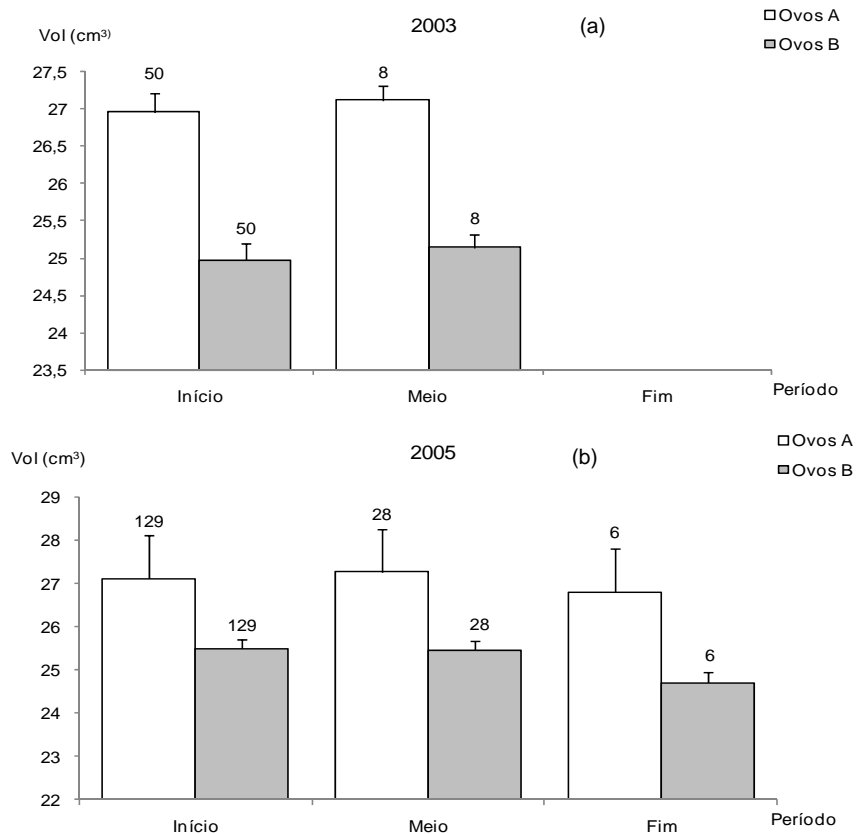 2003 (a)
Ovos A
Ovos B
Vol (cm³)
27,5
27
26,5
26
25,5
25
24,5
24
23,5
50
50
8
8
Início Meio Fim Período
2005 (b)
Ovos A
Ovos B
Vol (cm³)
29
28
27
26
25
24
23
22
129
129
28
28
6
6
Início Meio Fim Período